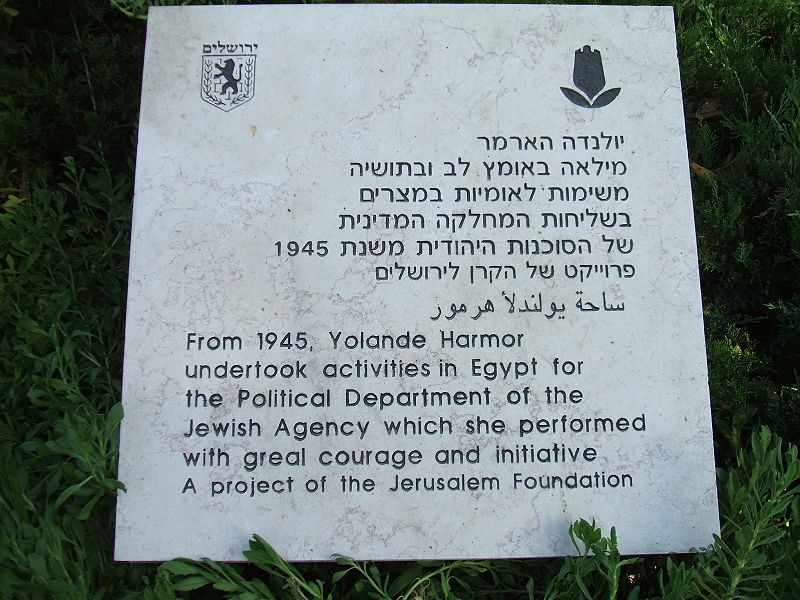 ירושלים
יולנדה הארמר
מילאה באומץ לב ובתושיה
משימות לאומיות במצרים
בשליחות המחלקה המדינית
של הסוכנות היהודית משנת 1945
פרוייקט של הקרן לירושלים
ساحة يولندلأ هرمور
From 1945, Yolande Harmor
undertook activities in Egypt for
the Political Department of the
Jewish Agency which she performed
with greal courage and initiative
A project of the Jerusalem Foundation